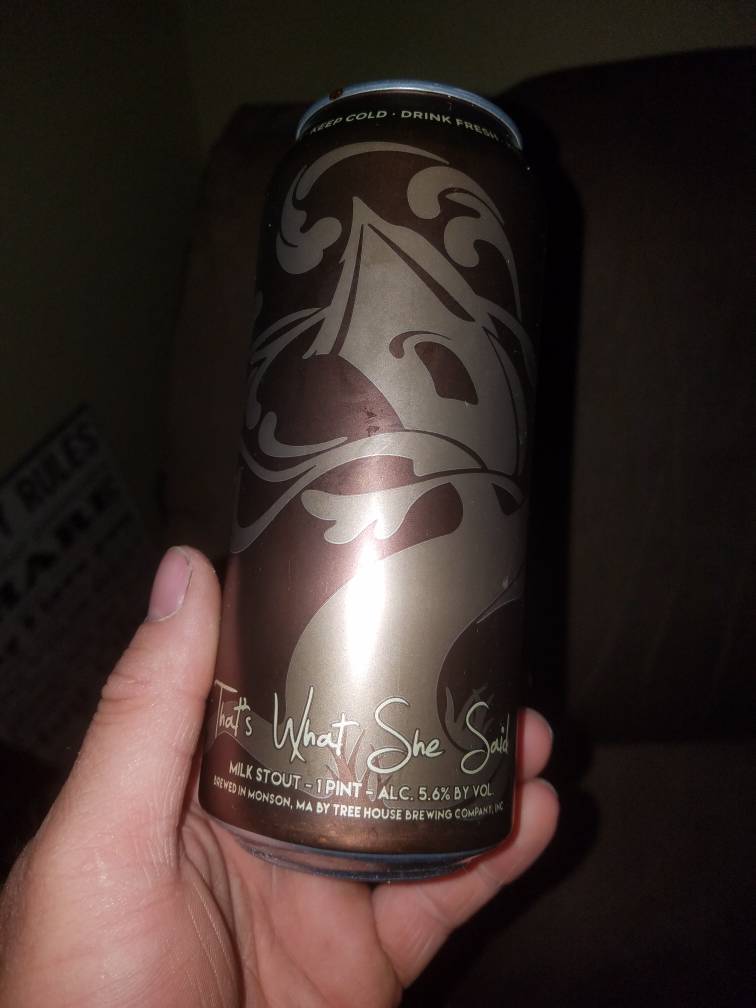 KEEP COLD · DRINK FRESH ·
RULES
That's What She Said
MILK STOUT - 1 PINT - ALC. 5.6% BY VOL.
BREWED IN MONSON, MA BY TREE HOUSE BREWING COMPANY, INC